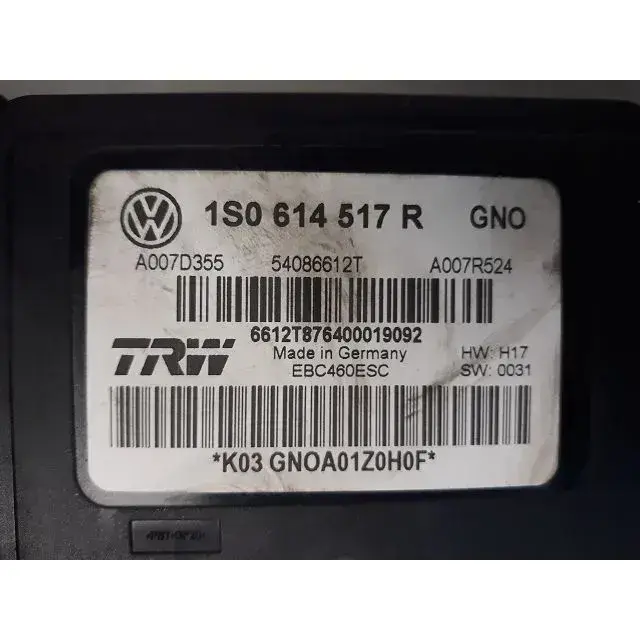 1S0 614 517 R GNO
A007D355 54086612T A007R524
6612T876400019092
TRW Made in Germany HW: H17
EBC460ESC SW: 0031
*K03 GNOA01Z0H0F*